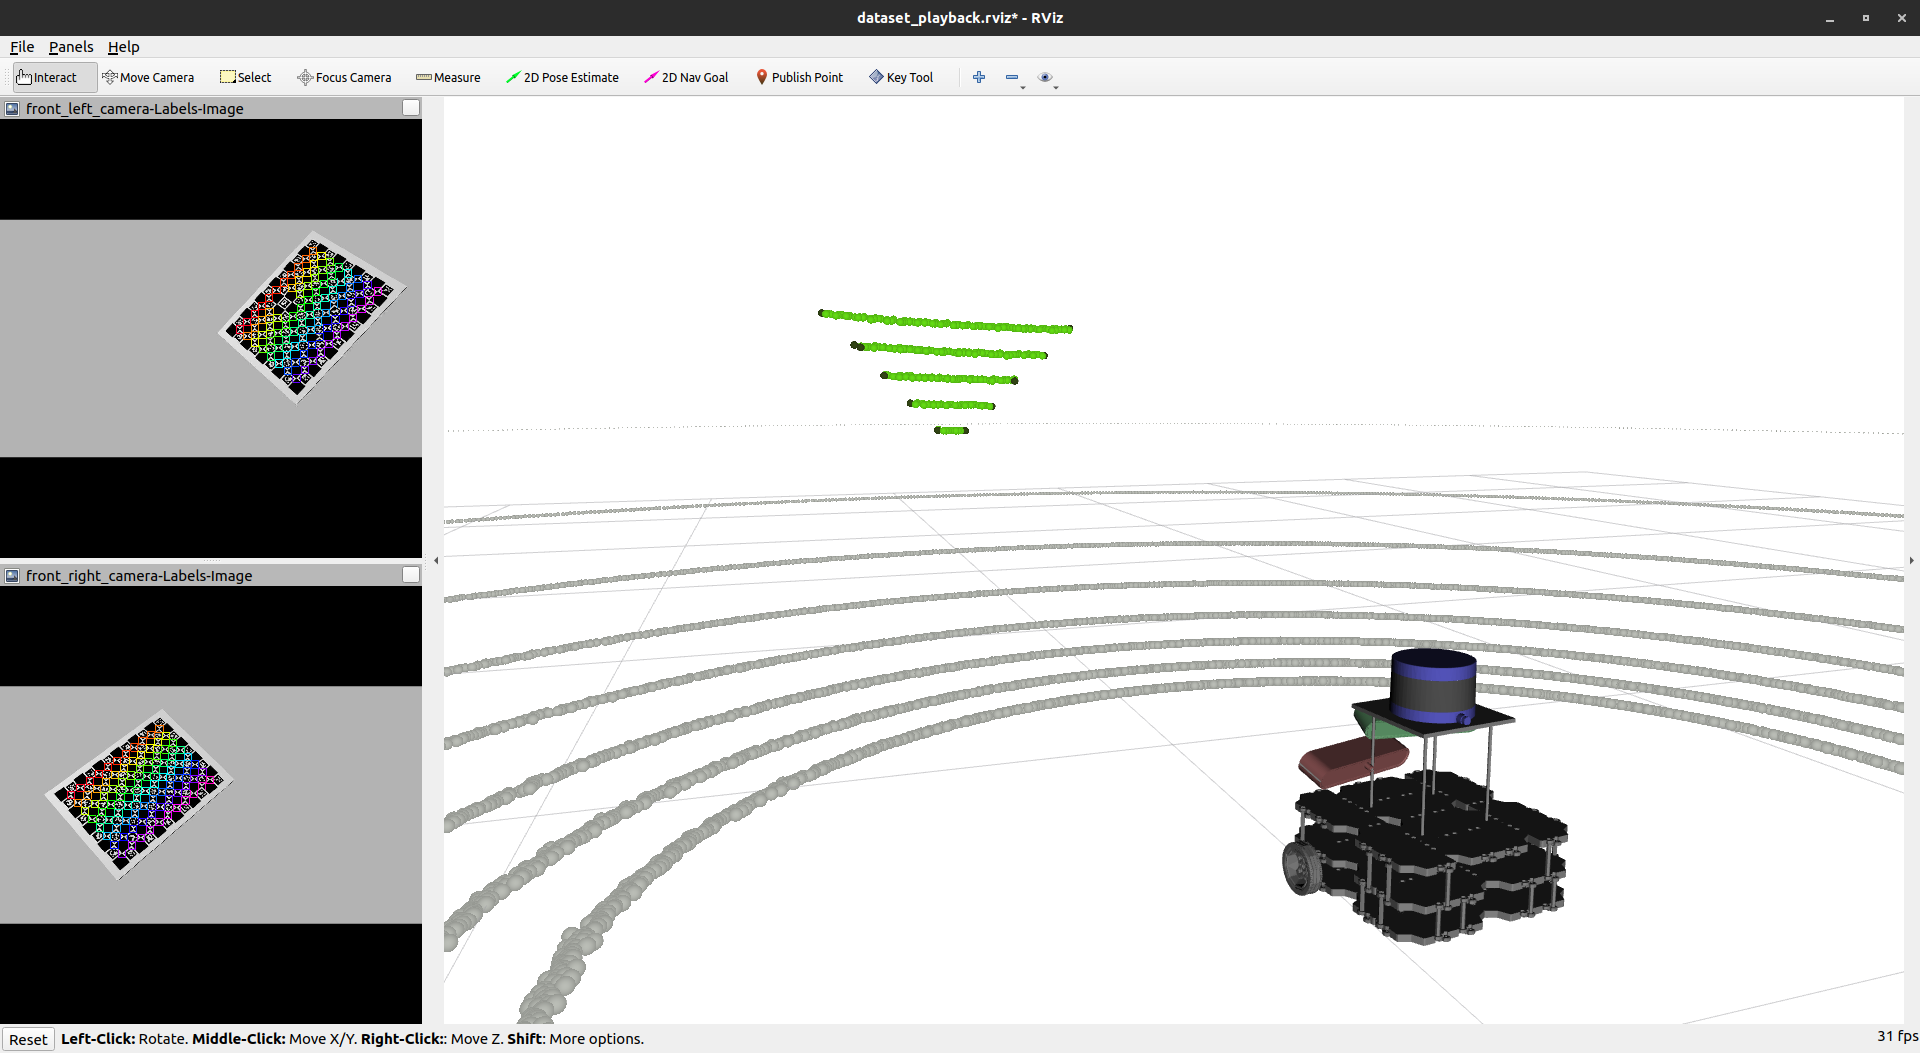 dataset_playback.rviz* - RViz
File Panels Help
Interact Move Camera Select Focus Camera Measure 2D Pose Estimate 2D Nav Goal Publish Point Key Tool
front_left_camera-Labels-Image
front_right_camera-Labels-Image
Reset Left-Click: Rotate. Middle-Click: Move X/Y. Right-Click:: Move Z. Shift: More options. 31 fps